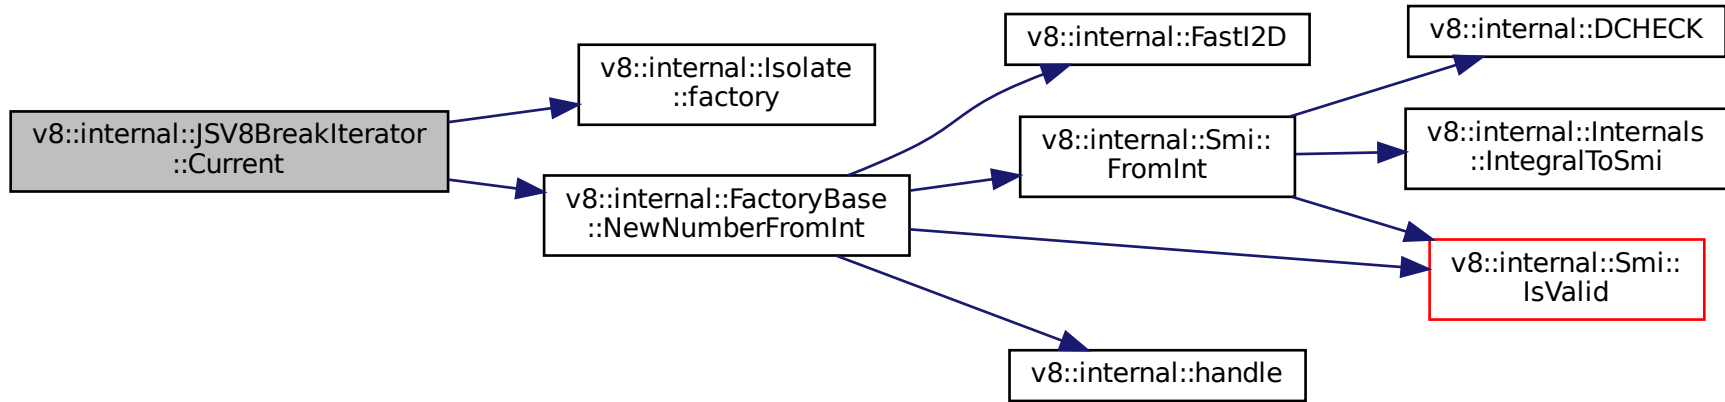 v8::internal::JSV8BreakIterator
::Current
v8::internal::Isolate
::factory
v8::internal::FactoryBase
::NewNumberFromInt
v8::internal::FastI2D
v8::internal::Smi::
FromInt
v8::internal::handle
v8::internal::DCHECK
v8::internal::Internals
::IntegralToSmi
v8::internal::Smi::
IsValid